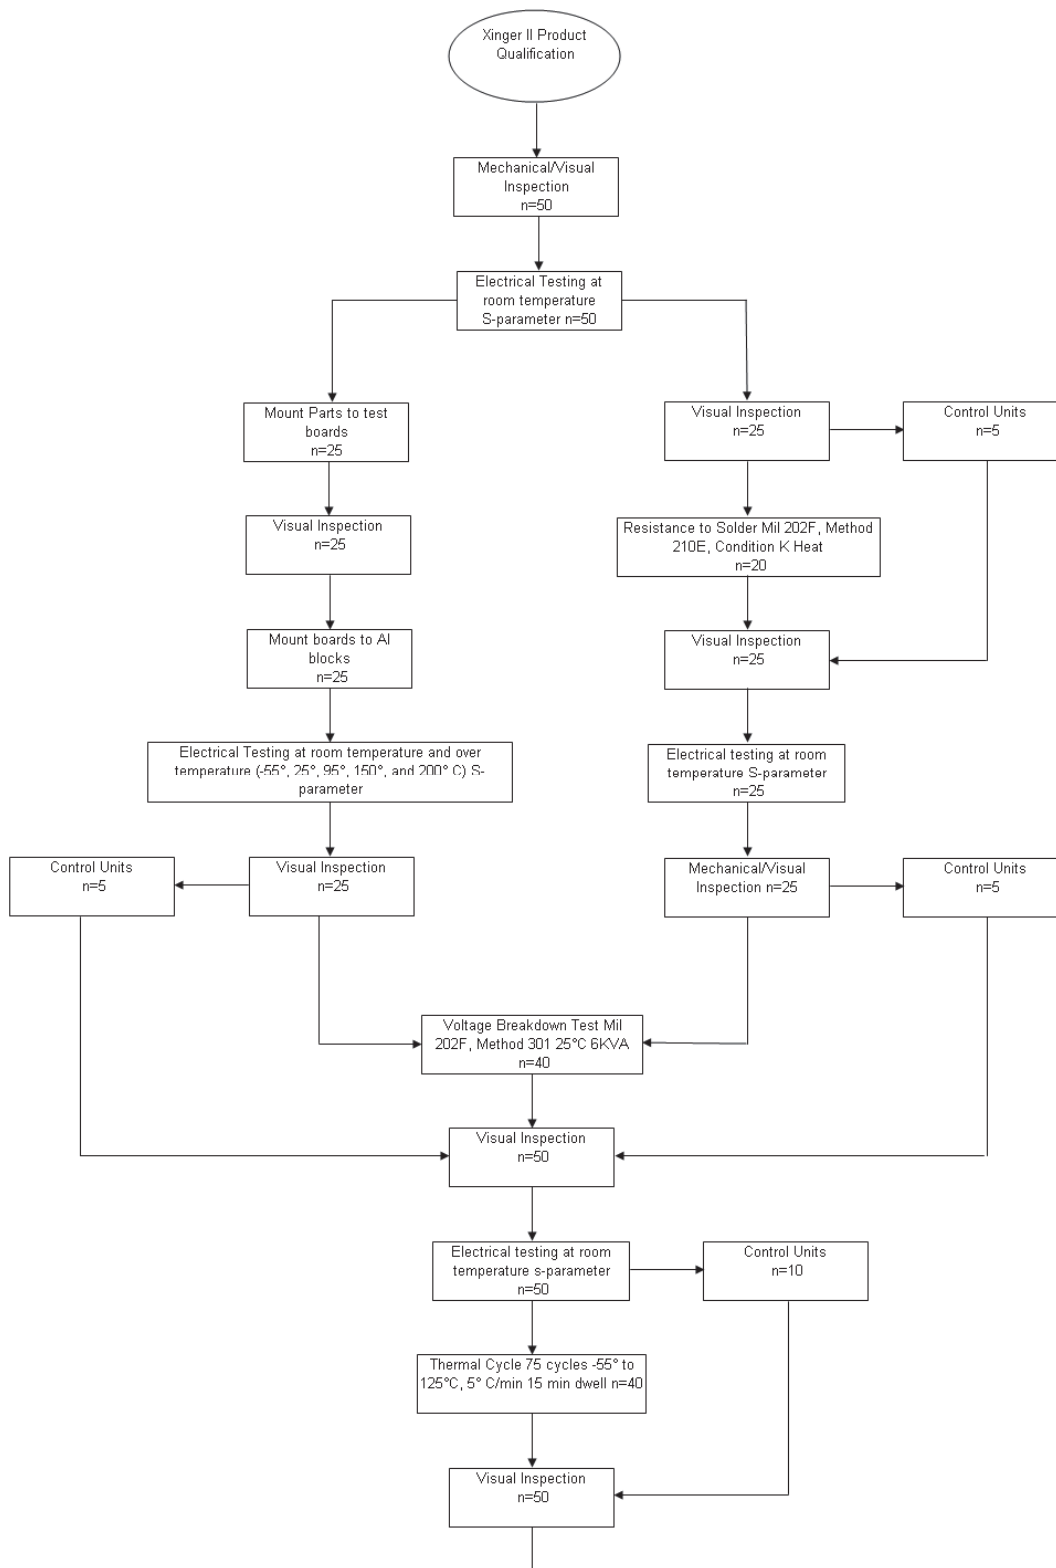 Xinger II Product
Qualification
Mechanical/Visual
Inspection
n=50
Electrical Testing at
room temperature
S-parameter n=50
Mount Parts to test
boards
n=25
Visual Inspection
n=25
Control Units
n=5
Visual Inspection
n=25
Resistance to Solder Mil 202F, Method
210E, Condition K Heat
n=20
Mount boards to Al
blocks
n=25
Visual Inspection
n=25
Electrical Testing at room temperature and over
temperature (-55°, 25°, 95°, 150°, and 200° C) S-
parameter
Electrical testing at room
temperature S-parameter
n=25
Control Units
n=5
Visual Inspection
n=25
Mechanical/Visual
Inspection n=25
Control Units
n=5
Voltage Breakdown Test Mil
202F, Method 301 25°C 6KVA
n=40
Visual Inspection
n=50
Electrical testing at room
temperature s-parameter
n=50
Control Units
n=10
Thermal Cycle 75 cycles -55° to
125°C, 5° C/min 15 min dwell n=40
Visual Inspection
n=50